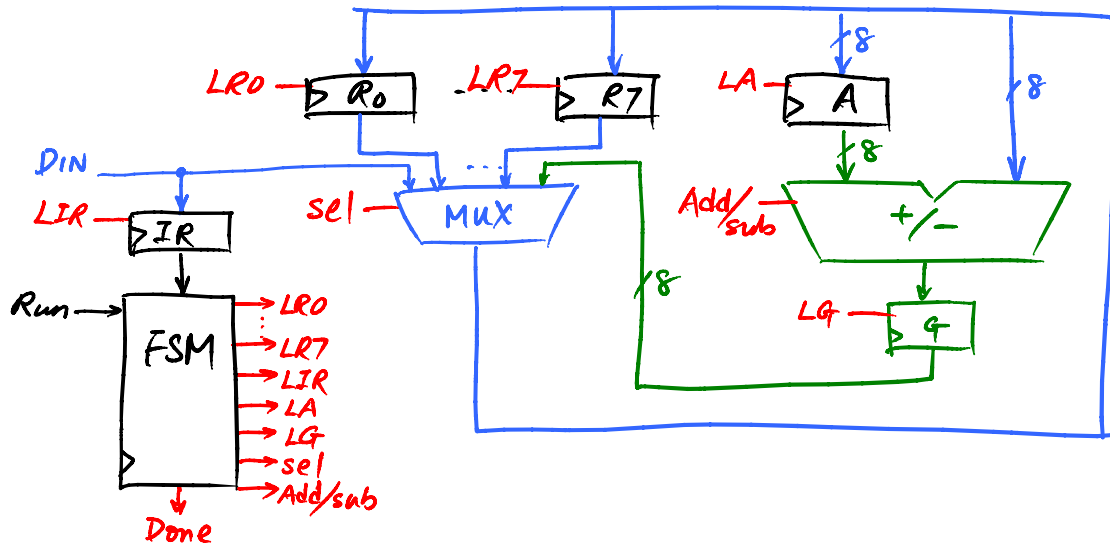 LR0
R0
.....
LR7
R7
LA
A
8
8
8
DIN
.....
LIR
IR
sel
MUX
Add/
sub
+/-
8
Run
FSM
LR0
LR7
LIR
LA
LG
sel
Add/sub
LG
G
Done